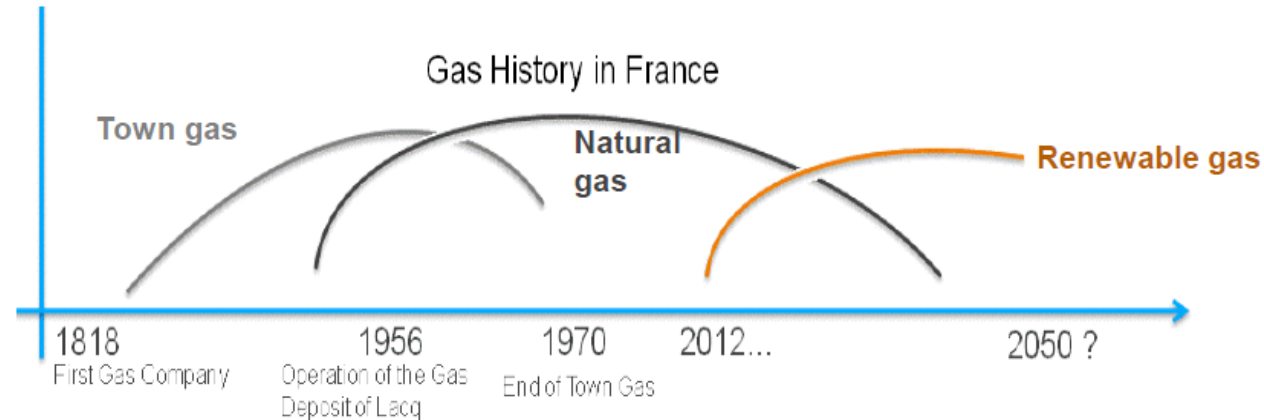 Gas History in France
Town gas
Natural
gas
Renewable gas
1818
First Gas Company
1956
Operation of the Gas
Deposit of Lacq
1970
End of Town Gas
2012...
2050 ?